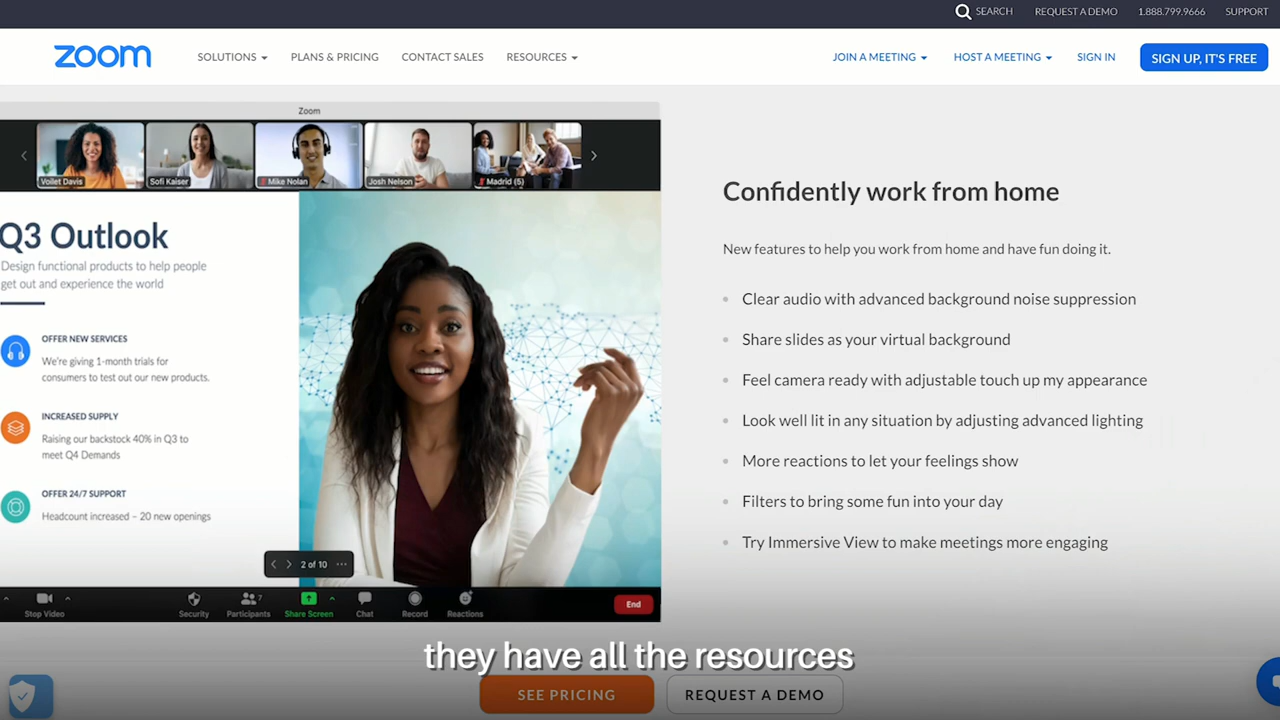 SEARCH
REQUEST A DEMO
1.888.799.9666
SUPPORT
zoom
SOLUTIONS
PLANS & PRICING
CONTACT SALES
RESOURCES
JOIN A MEETING
HOST A MEETING
SIGN IN
SIGN UP, IT'S FREE
Zoom
Voilet Davis
Sofi Kaiser
Mike Nolan
Josh Nelson
Madrid (5)
Q3 Outlook
Design functional products to help people
get out and experience the world
OFFER NEW SERVICES
We're giving 1-month trials for
consumers to test out our new products.
INCREASED SUPPLY
Raising our backstock 40% in Q3 to
meet Q4 Demands
OFFER 24/7 SUPPORT
Headcount increased – 20 new openings
2 of 10
Stop Video
Security
Participants
7
Share Screen
Chat
Record
Reactions
End
Confidently work from home
New features to help you work from home and have fun doing it.
Clear audio with advanced background noise suppression
Share slides as your virtual background
Feel camera ready with adjustable touch up my appearance
Look well lit in any situation by adjusting advanced lighting
More reactions to let your feelings show
Filters to bring some fun into your day
Try Immersive View to make meetings more engaging
they have all the resources
SEE PRICING
REQUEST A DEMO